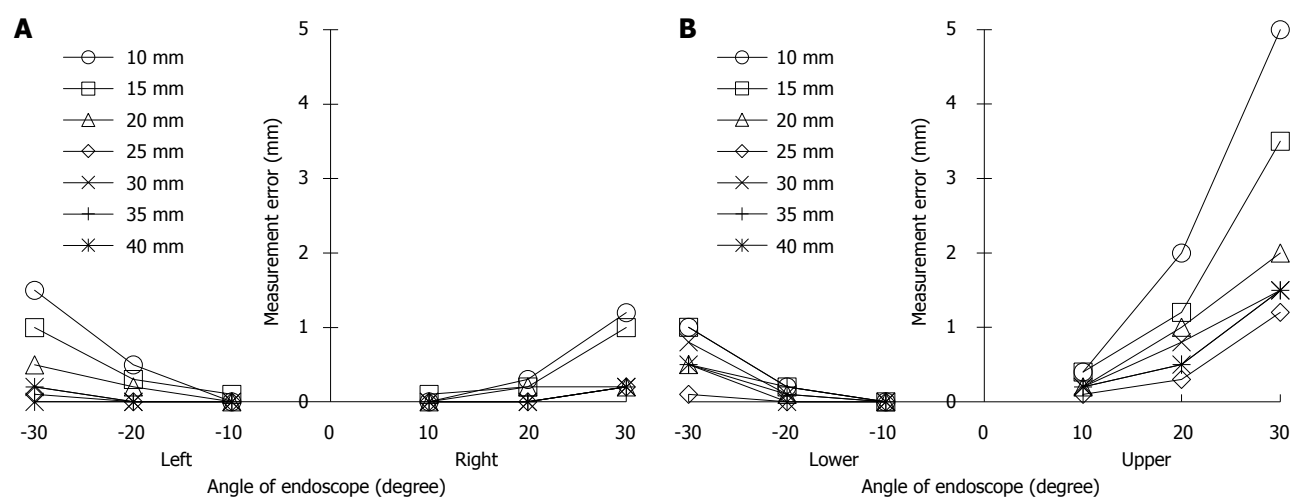 A
10 mm
15 mm
20 mm
25 mm
30 mm
35 mm
40 mm
Measurement error (mm)
5
4
3
2
1
0
-30 -20 -10 0 10 20 30
Left Right
Angle of endoscope (degree)
B
10 mm
15 mm
20 mm
25 mm
30 mm
35 mm
40 mm
Measurement error (mm)
5
4
3
2
1
0
-30 -20 -10 0 10 20 30
Lower Upper
Angle of endoscope (degree)